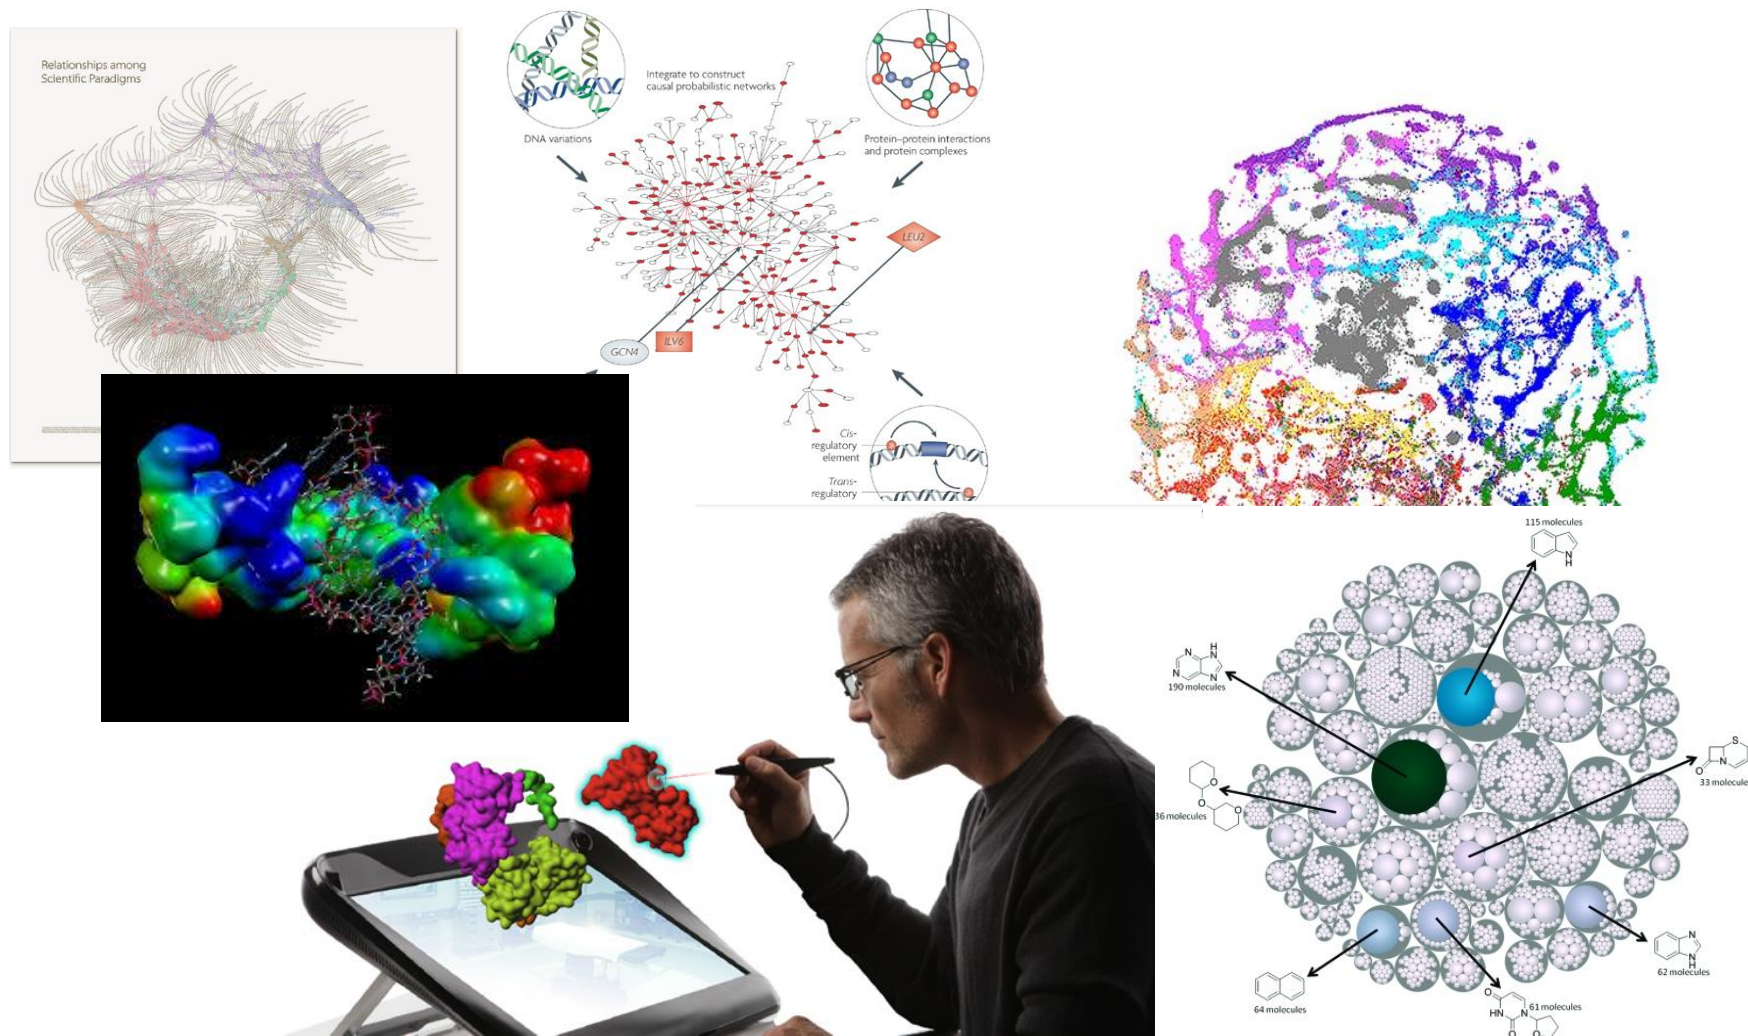 Relationships among
Scientific Paradigms
Integrate to construct
causal probabilistic networks
DNA variations
Protein–protein interactions
and protein complexes
LEU2
GCN4
ILV6
Cis-
regulatory
element
Trans-
regulatory
115 molecules
N
H
H
N
N
N
N
190 molecules
S
N
O
33 molecule
O
O
O
36 molecules
N
N
H
62 molecules
64 molecules
61 molecules
O
N
HN
O
O